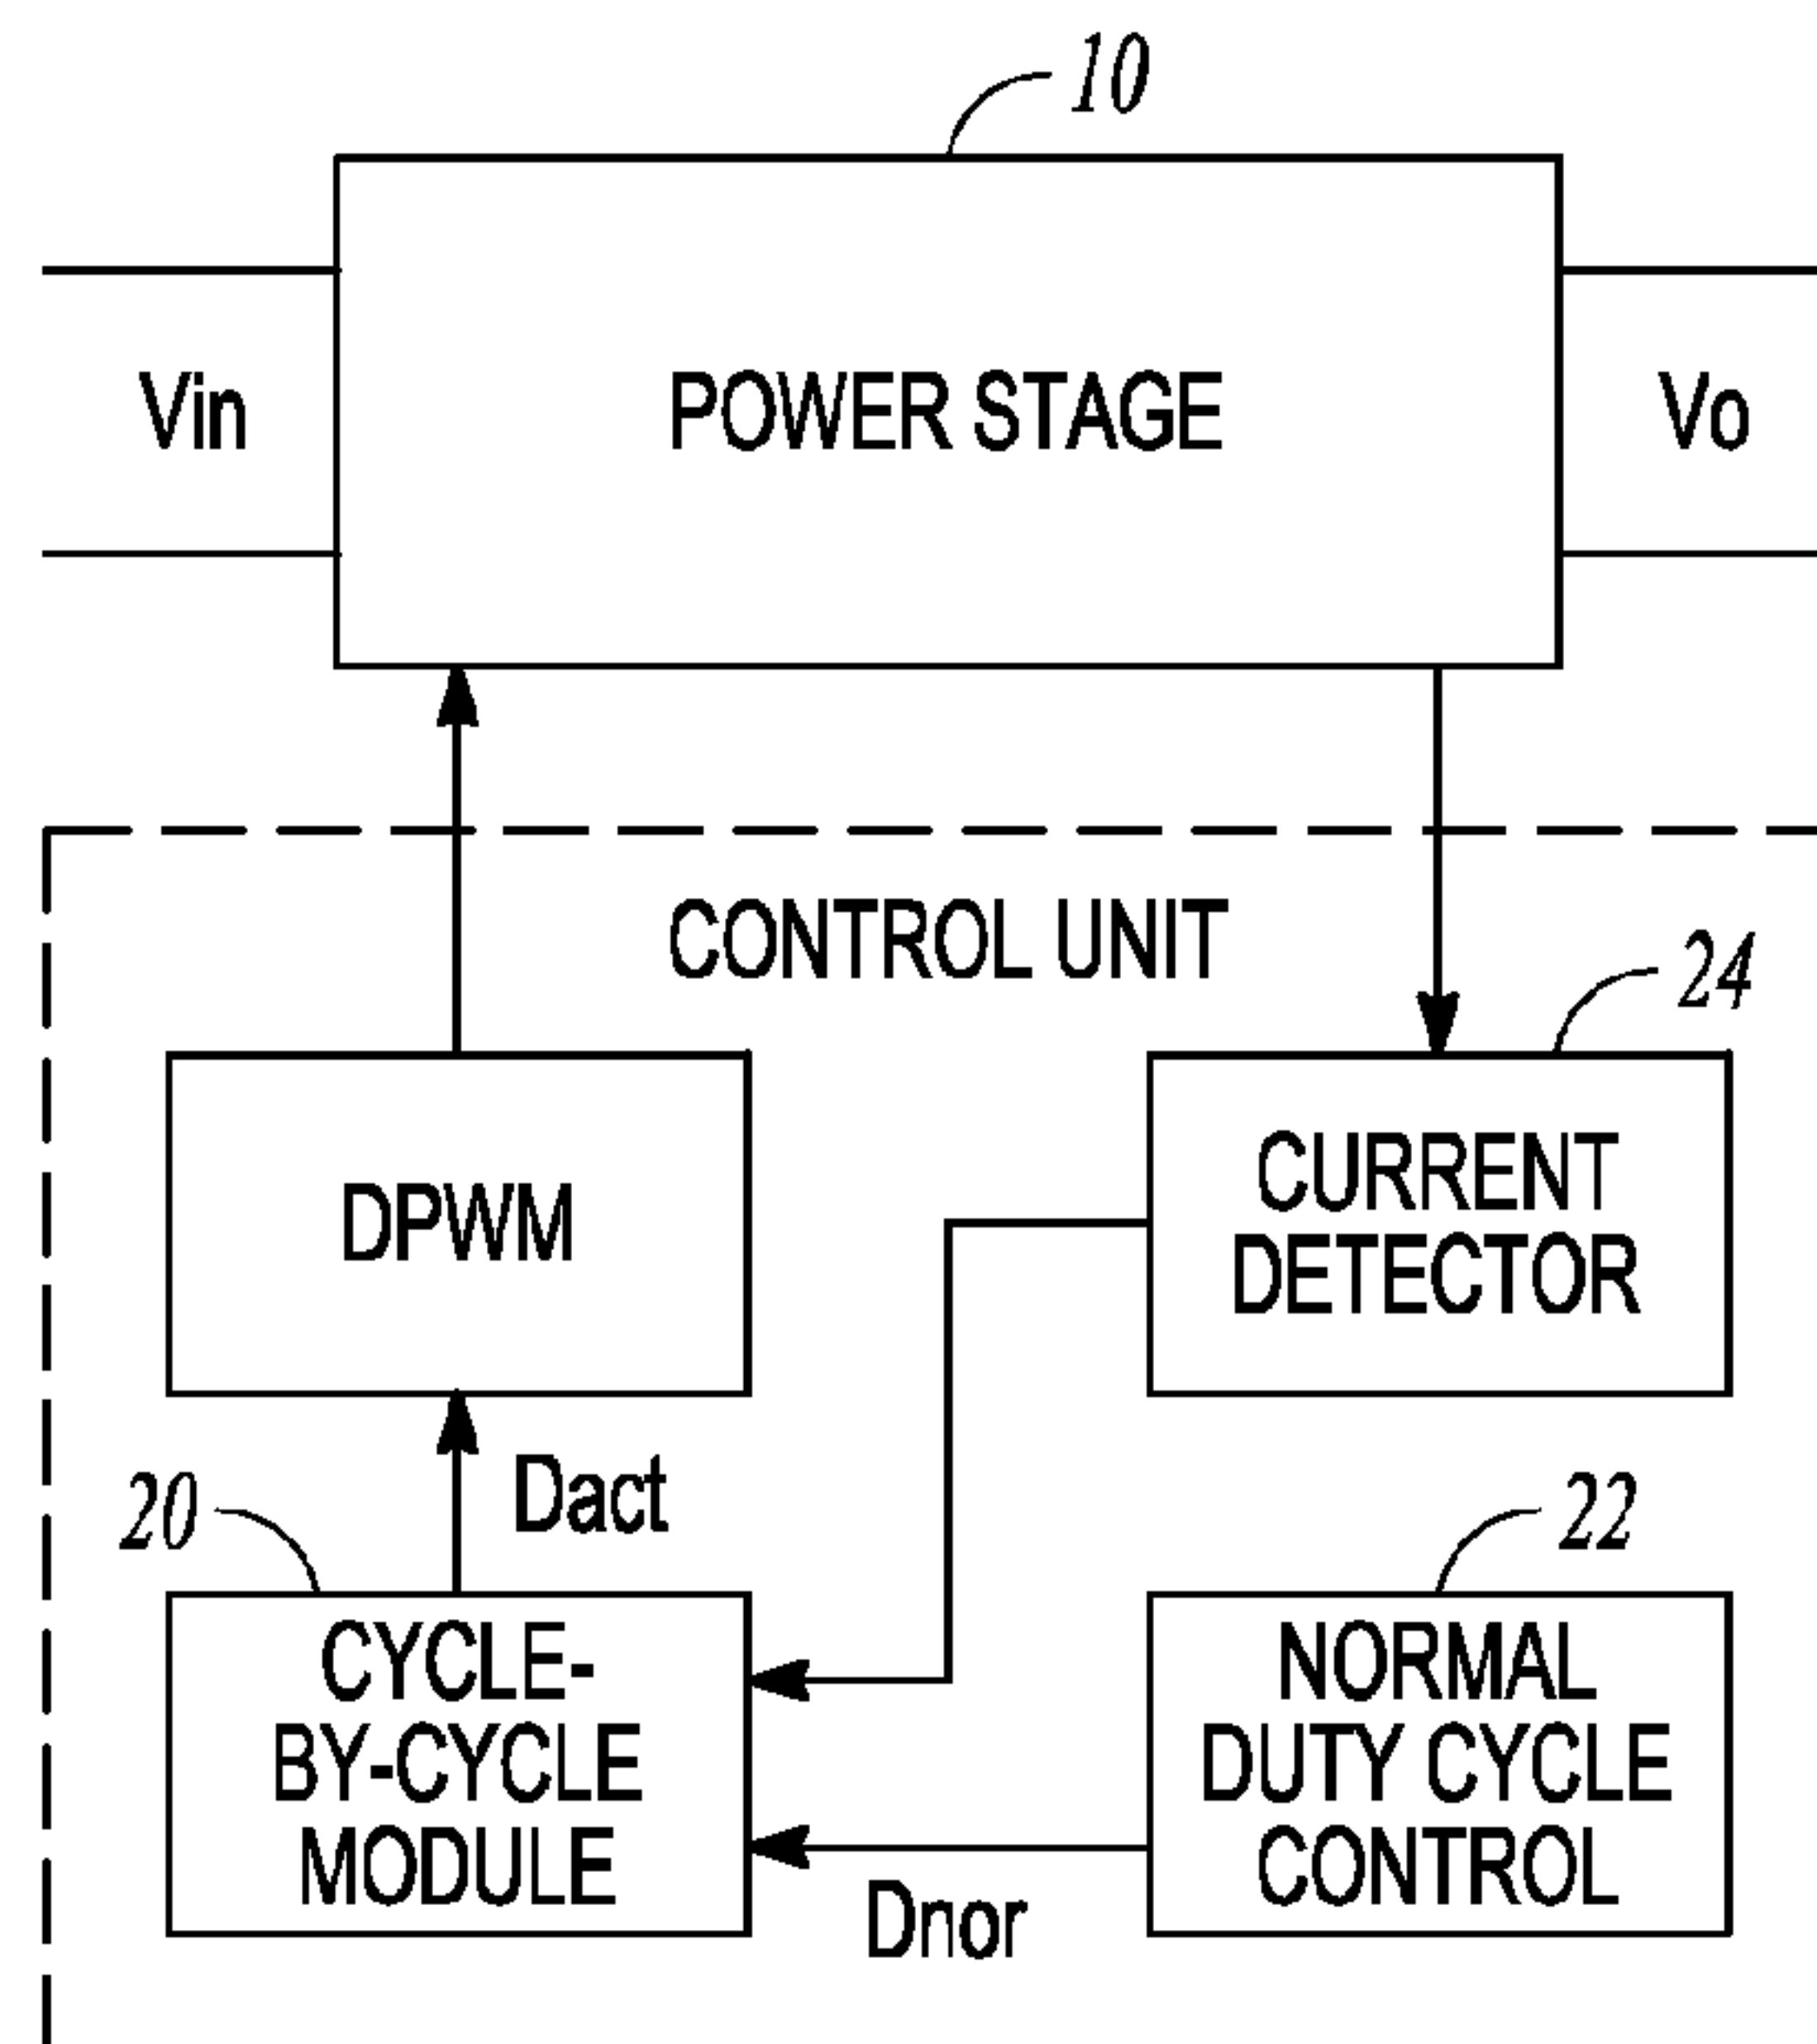 10
Vin
POWER STAGE
Vo
CONTROL UNIT
24
DPWM
CURRENT
DETECTOR
20
Dact
22
CYCLE-
BY-CYCLE
MODULE
NORMAL
DUTY CYCLE
CONTROL
Dnor